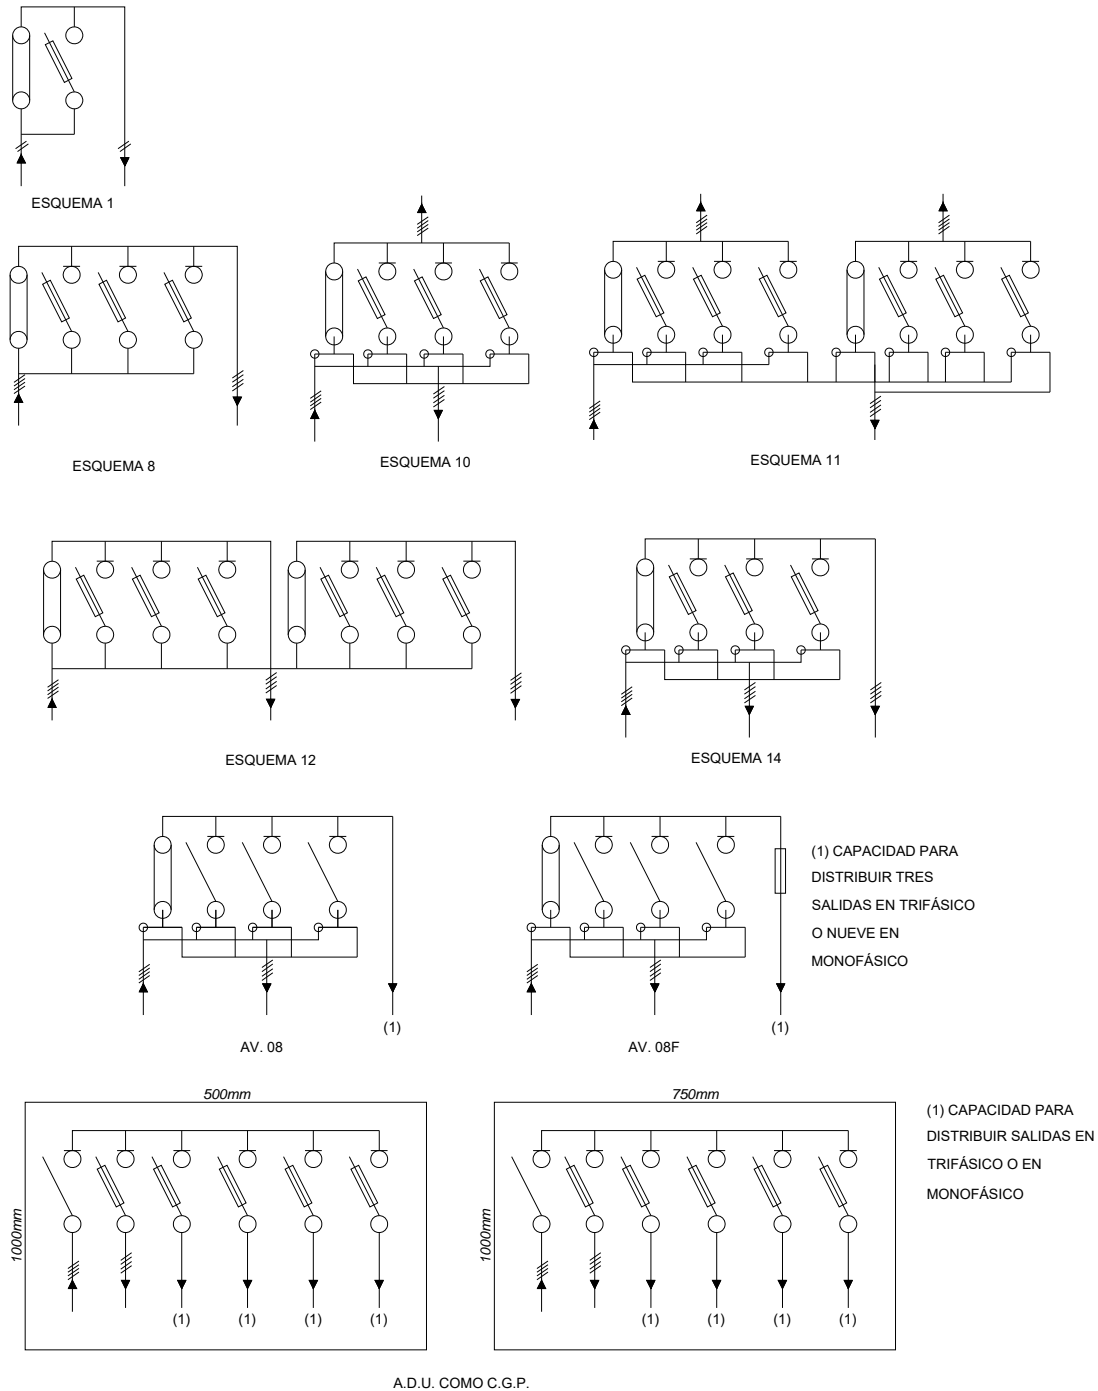 ESQUEMA 1
ESQUEMA 8
ESQUEMA 10
ESQUEMA 11
ESQUEMA 12
ESQUEMA 14
(1) CAPACIDAD PARA
DISTRIBUIR TRES
SALIDAS EN TRIFÁSICO
O NUEVE EN
MONOFÁSICO
(1)
(1)
AV. 08
AV. 08F
500mm
750mm
(1) CAPACIDAD PARA
DISTRIBUIR SALIDAS EN
TRIFÁSICO O EN
MONOFÁSICO
1000mm
1000mm
(1) (1) (1) (1)
(1) (1) (1) (1)
A.D.U. COMO C.G.P.